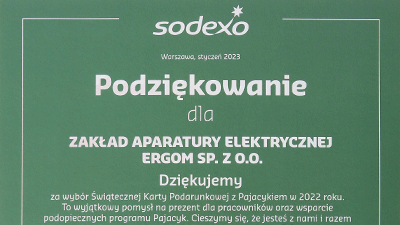 sodexo
Warszawa, styczeń 2023
Podziękowanie
dla
ZAKŁAD APARATURY ELEKTRYCZNEJ
ERGOM SP. Z O.O.
Dziękujemy
za wybór Świątecznej Karty Podarunkowej z Pajacykiem w 2022 roku.
To wyjątkowy pomysł na prezent dla pracowników oraz wsparcie
podopiecznych programu Pajacyk. Cieszymy się, że jesteś z nami i razem